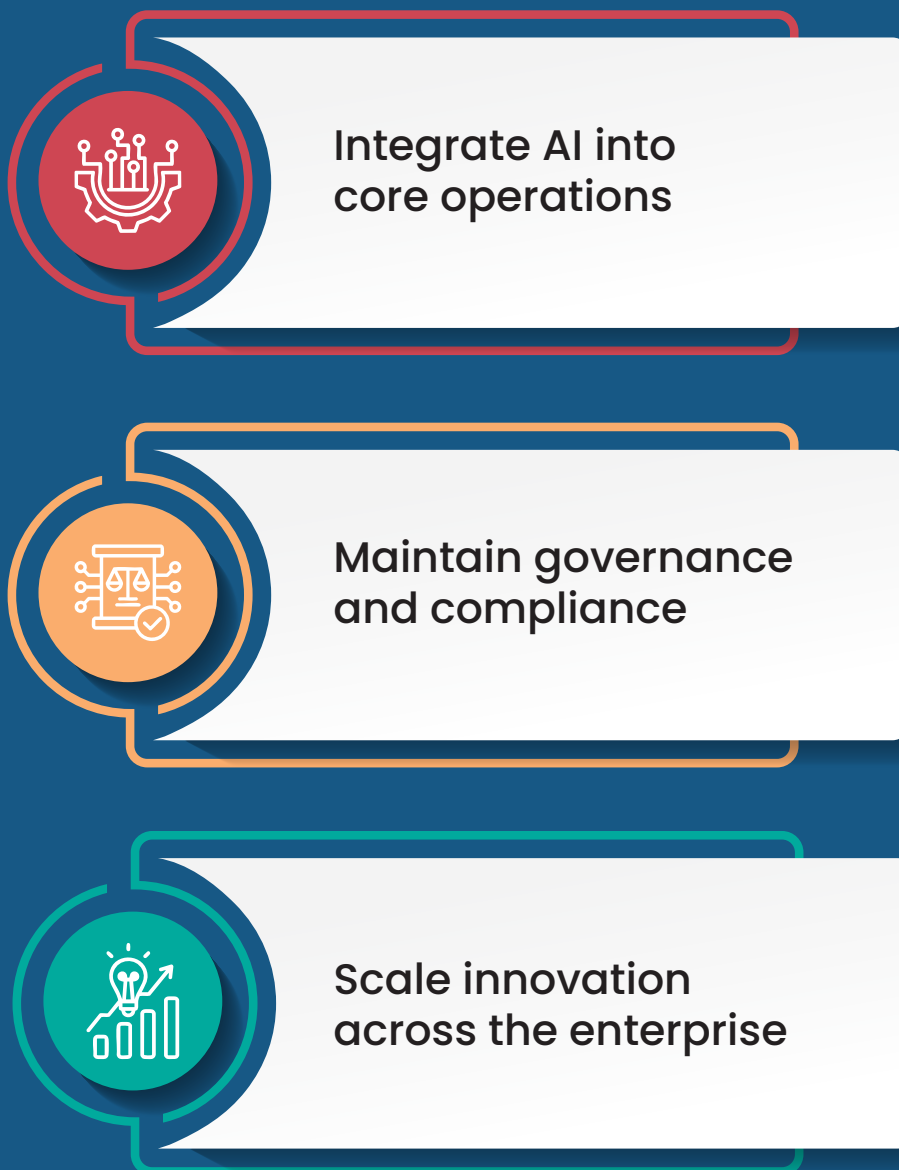 Integrate AI into
core operations
Maintain governance
and compliance
Scale innovation
across the enterprise